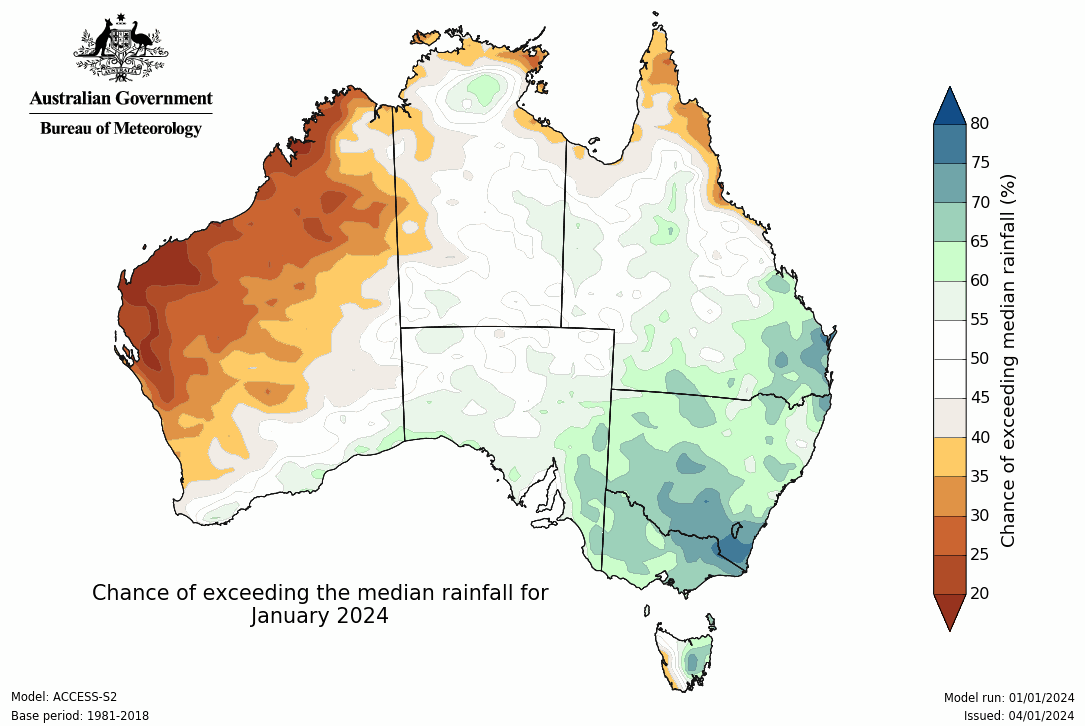 Australian Government
Bureau of Meteorology
80
75
70
65
60
55
50
45
40
35
30
25
20
Chance of exceeding median rainfall (%)
Chance of exceeding the median rainfall for
January 2024
Model: ACCESS-S2
Base period: 1981-2018
Model run: 01/01/2024
Issued: 04/01/2024